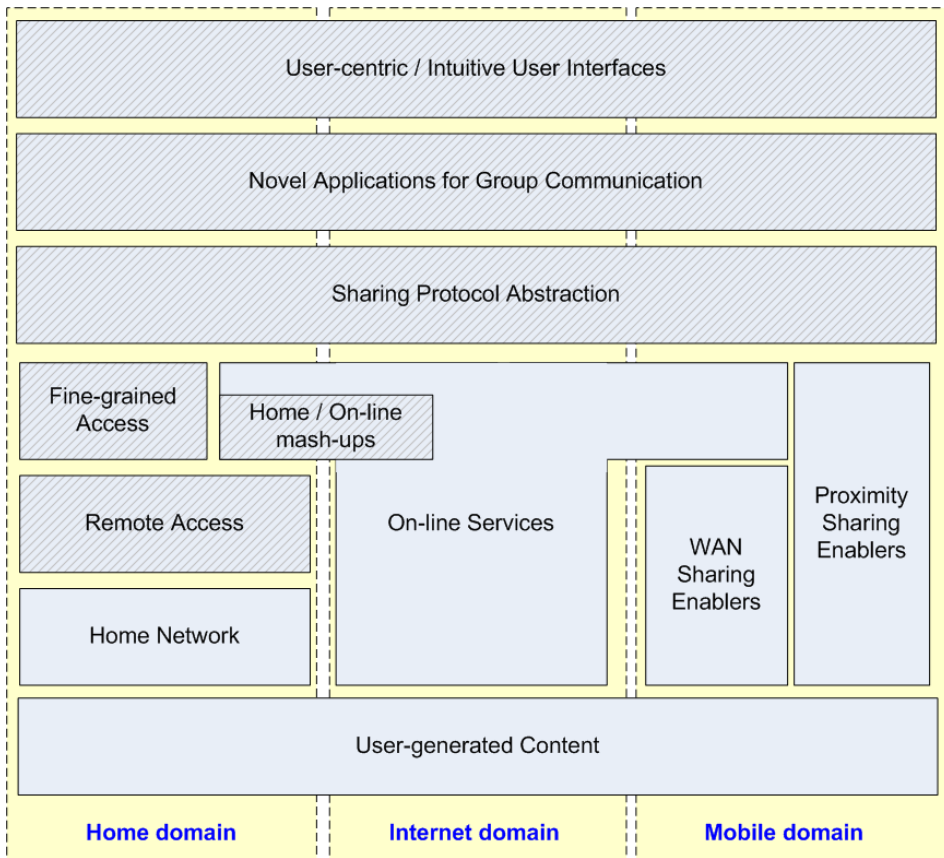 User-centric / Intuitive User Interfaces
Novel Applications for Group Communication
Sharing Protocol Abstraction
Fine-grained
Access
Home / On-line
mash-ups
Remote Access
On-line Services
Home Network
WAN
Sharing
Enablers
Proximity
Sharing
Enablers
User-generated Content
Home domain
Internet domain
Mobile domain